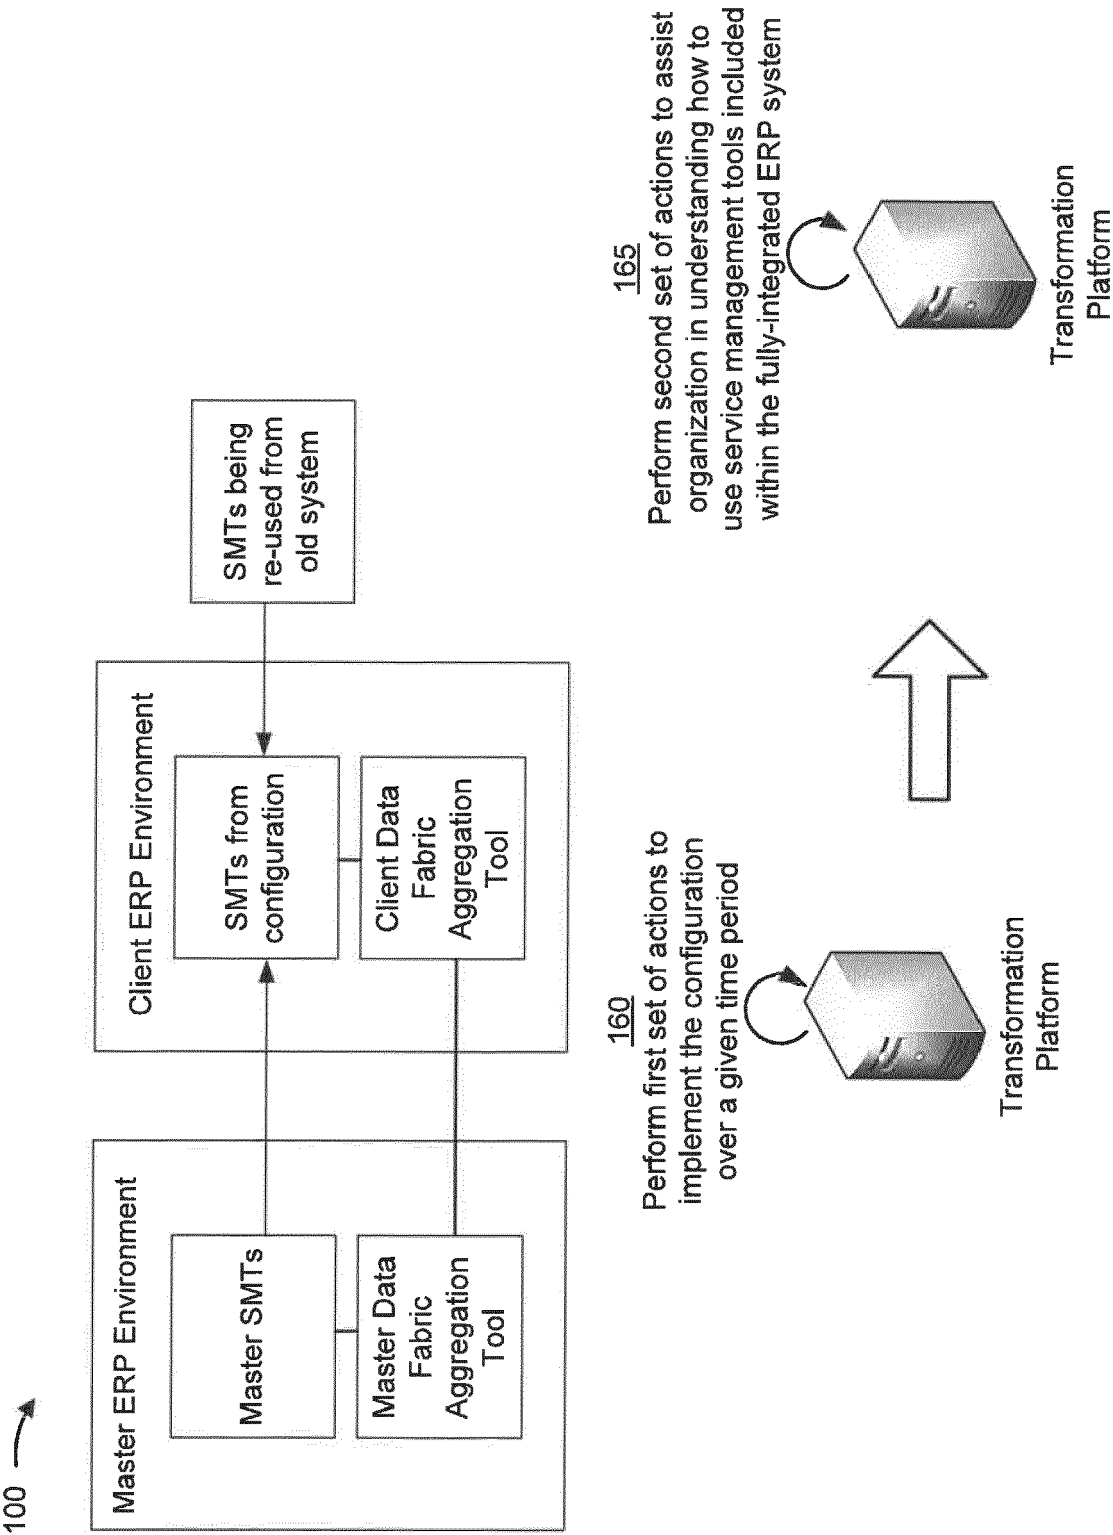 100
Master ERP Environment
Master SMTs
Master Data
Fabric
Aggregation
Tool
Client ERP Environment
SMTs from
configuration
Client Data
Fabric
Aggregation
Tool
SMTs being
re-used from
old system
160
Perform first set of actions to
implement the configuration
over a given time period
Transformation
Platform
165
Perform second set of actions to assist
organization in understanding how to
use service management tools included
within the fully-integrated ERP system
Transformation
Platform